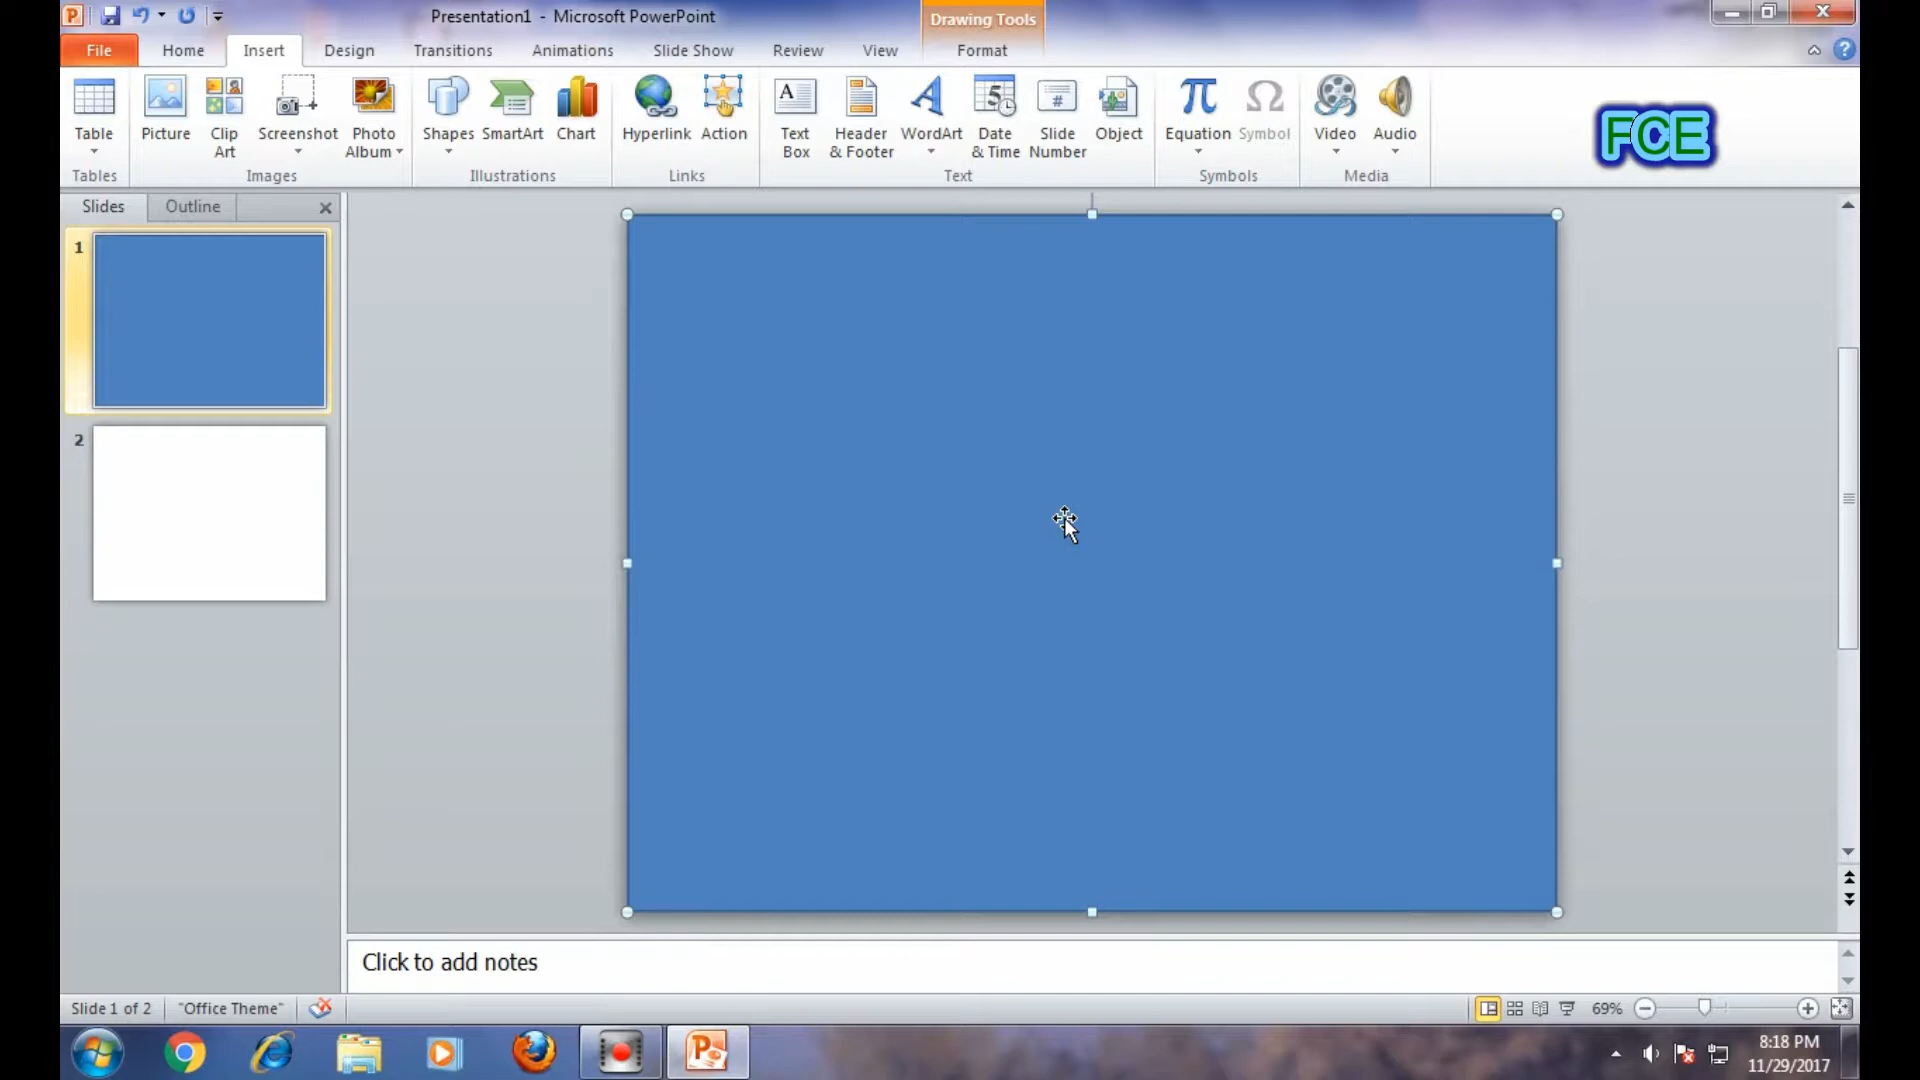 Presentation1 - Microsoft PowerPoint
Drawing Tools
File Home Insert Design Transitions Animations Slide Show Review View Format
Table
Picture
Clip
Art
Screenshot
Photo
Album
Shapes
SmartArt
Chart
Hyperlink
Action
Text
Box
Header
& Footer
WordArt
Date
& Time
Slide
Number
Object
Equation
Symbol
Video
Audio
FCE
Tables Images Illustrations Links Text Symbols Media
Slides Outline
1
2
Click to add notes
Slide 1 of 2 "Office Theme" 69%
8:18 PM
11/29/2017